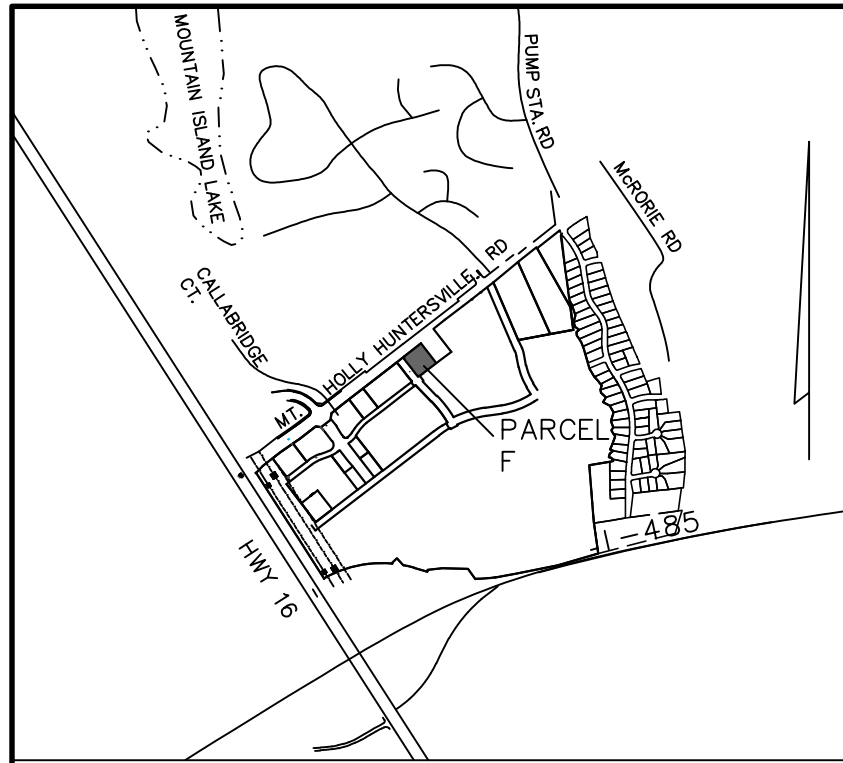 MOUNTAIN ISLAND LAKE
PUMP STA. RD
McRORIE RD
CALLABRIDGE
CT.
MT. HOLLY HUNTERSVILLE RD
PARCEL
F
I-485
HWY 16